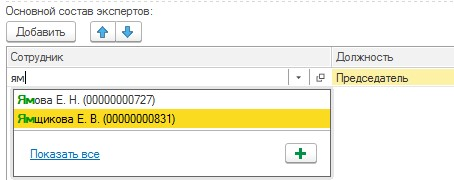 Основной состав экспертов:
Добавить
Сотрудник Должность
ям Председатель
Ямова Е. Н. (00000000727)
Ямщикова Е. В. (00000000831)
Показать все